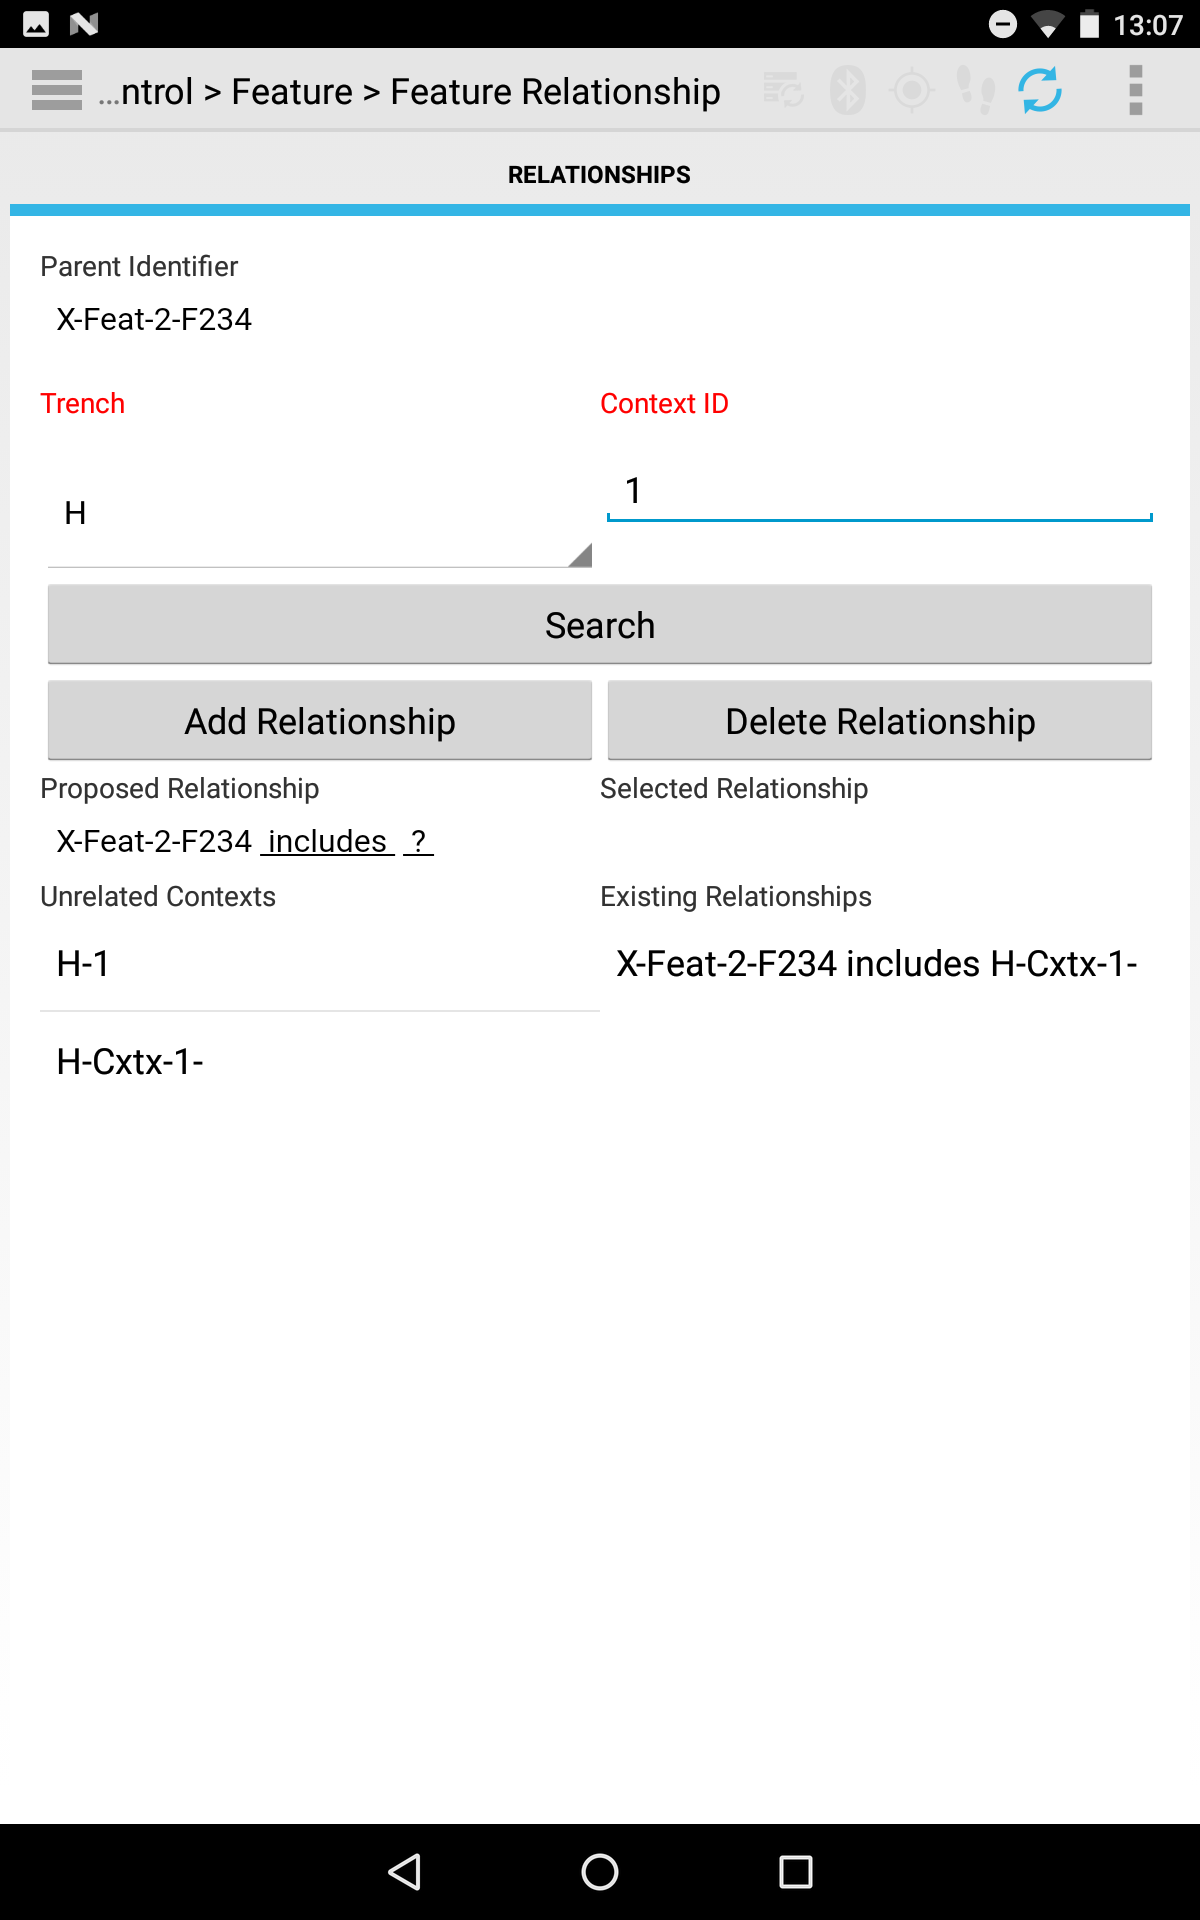 13:07
...ntrol > Feature > Feature Relationship
RELATIONSHIPS
Parent Identifier
X-Feat-2-F234
Trench
Context ID
H
1
Search
Add Relationship
Delete Relationship
Proposed Relationship
Selected Relationship
X-Feat-2-F234 includes ?
Unrelated Contexts
Existing Relationships
H-1
X-Feat-2-F234 includes H-Cxtx-1-
H-Cxtx-1-